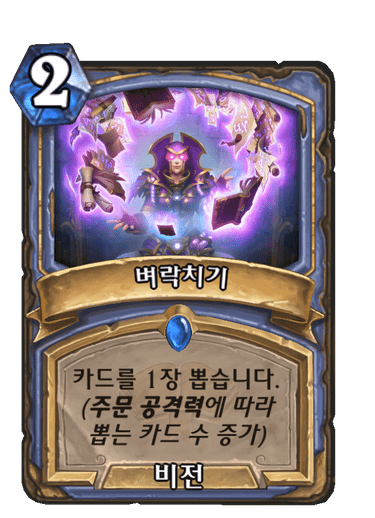 2
벼락치기
카드를 1장 뽑습니다.
(주문 공격력에 따라
뽑는 카드 수 증가)
비전